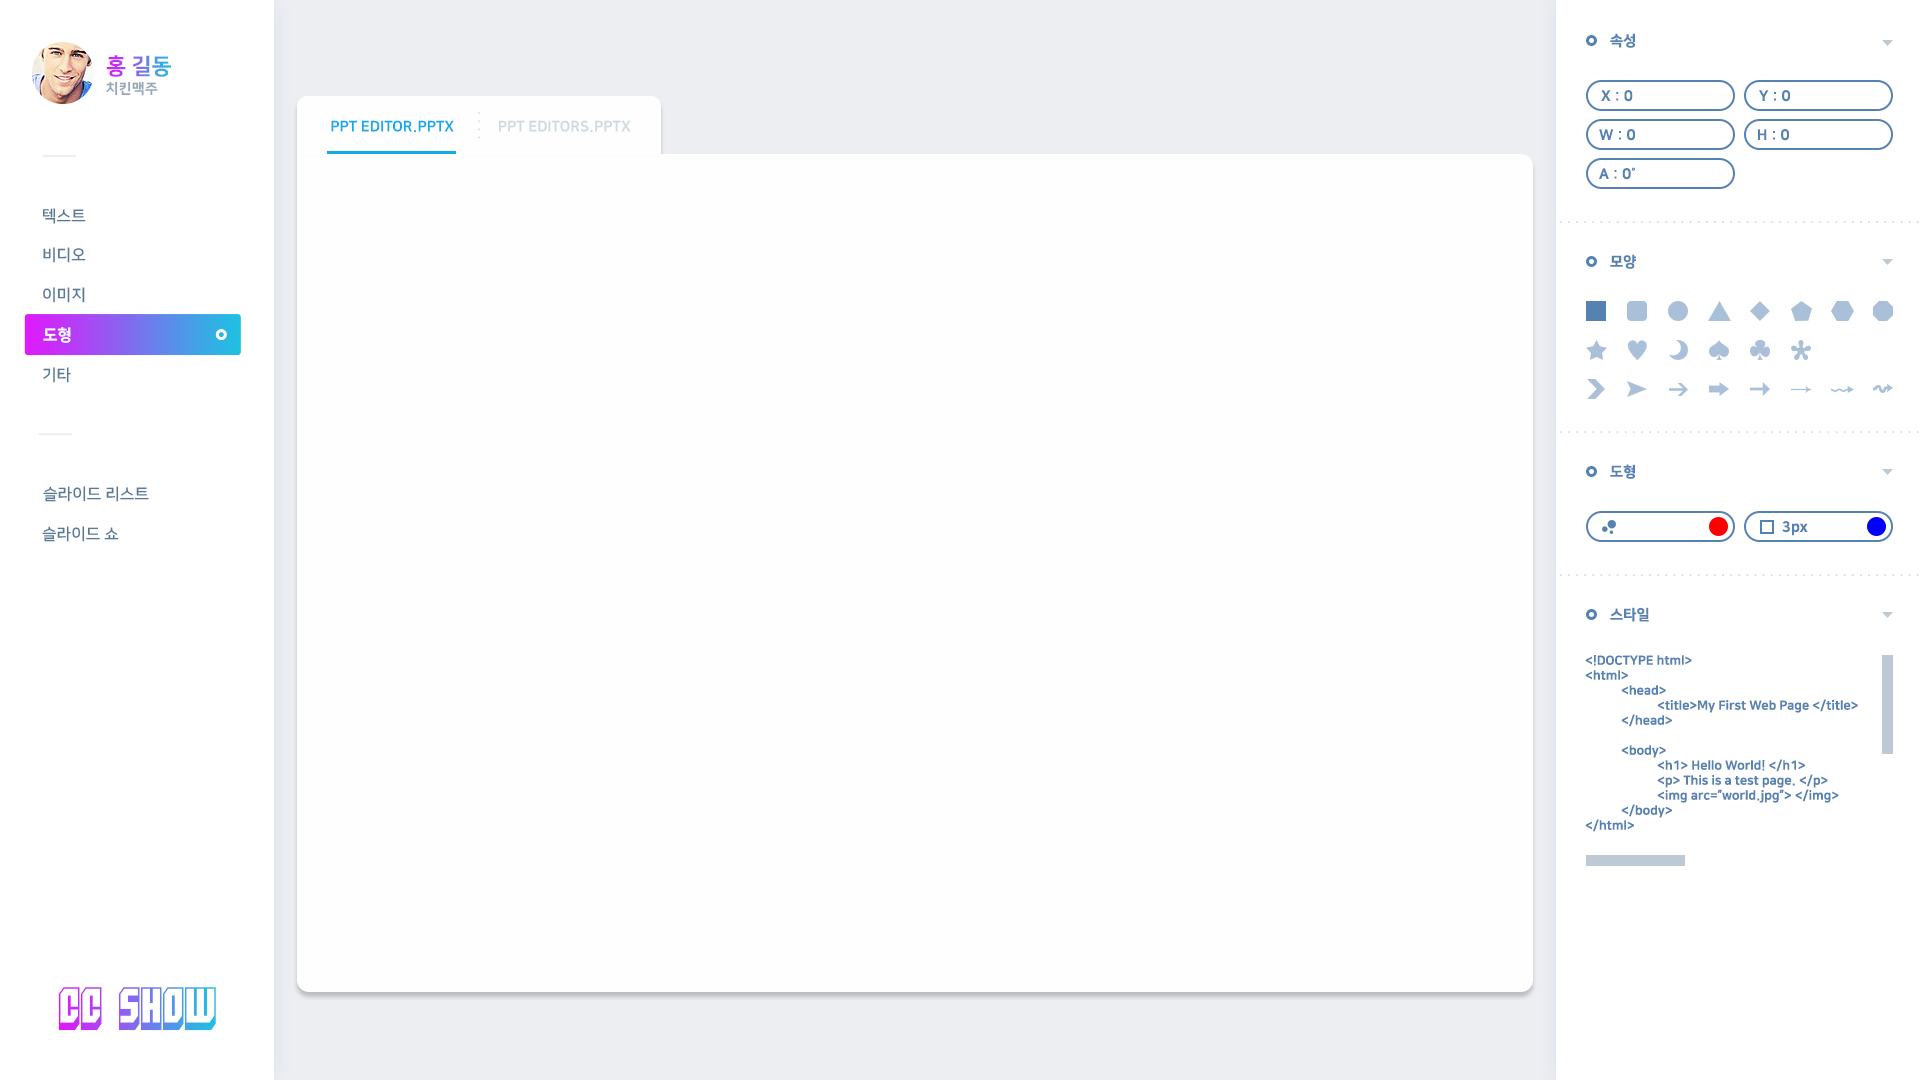 홍 길동
치킨맥주
텍스트
비디오
이미지
도형
기타
슬라이드 리스트
슬라이드 쇼
CC SHOW
PPT EDITOR.PPTX
PPT EDITORS.PPTX
속성
X : 0
Y : 0
W : 0
H : 0
A : 0°
모양
도형
3px
스타일
<!DOCTYPE html>
<html>
<head>
<title>My First Web Page </title>
</head>
<body>
<h1> Hello World! </h1>
<p> This is a test page. </p>
<img arc="world.jpg"> </img>
</body>
</html>